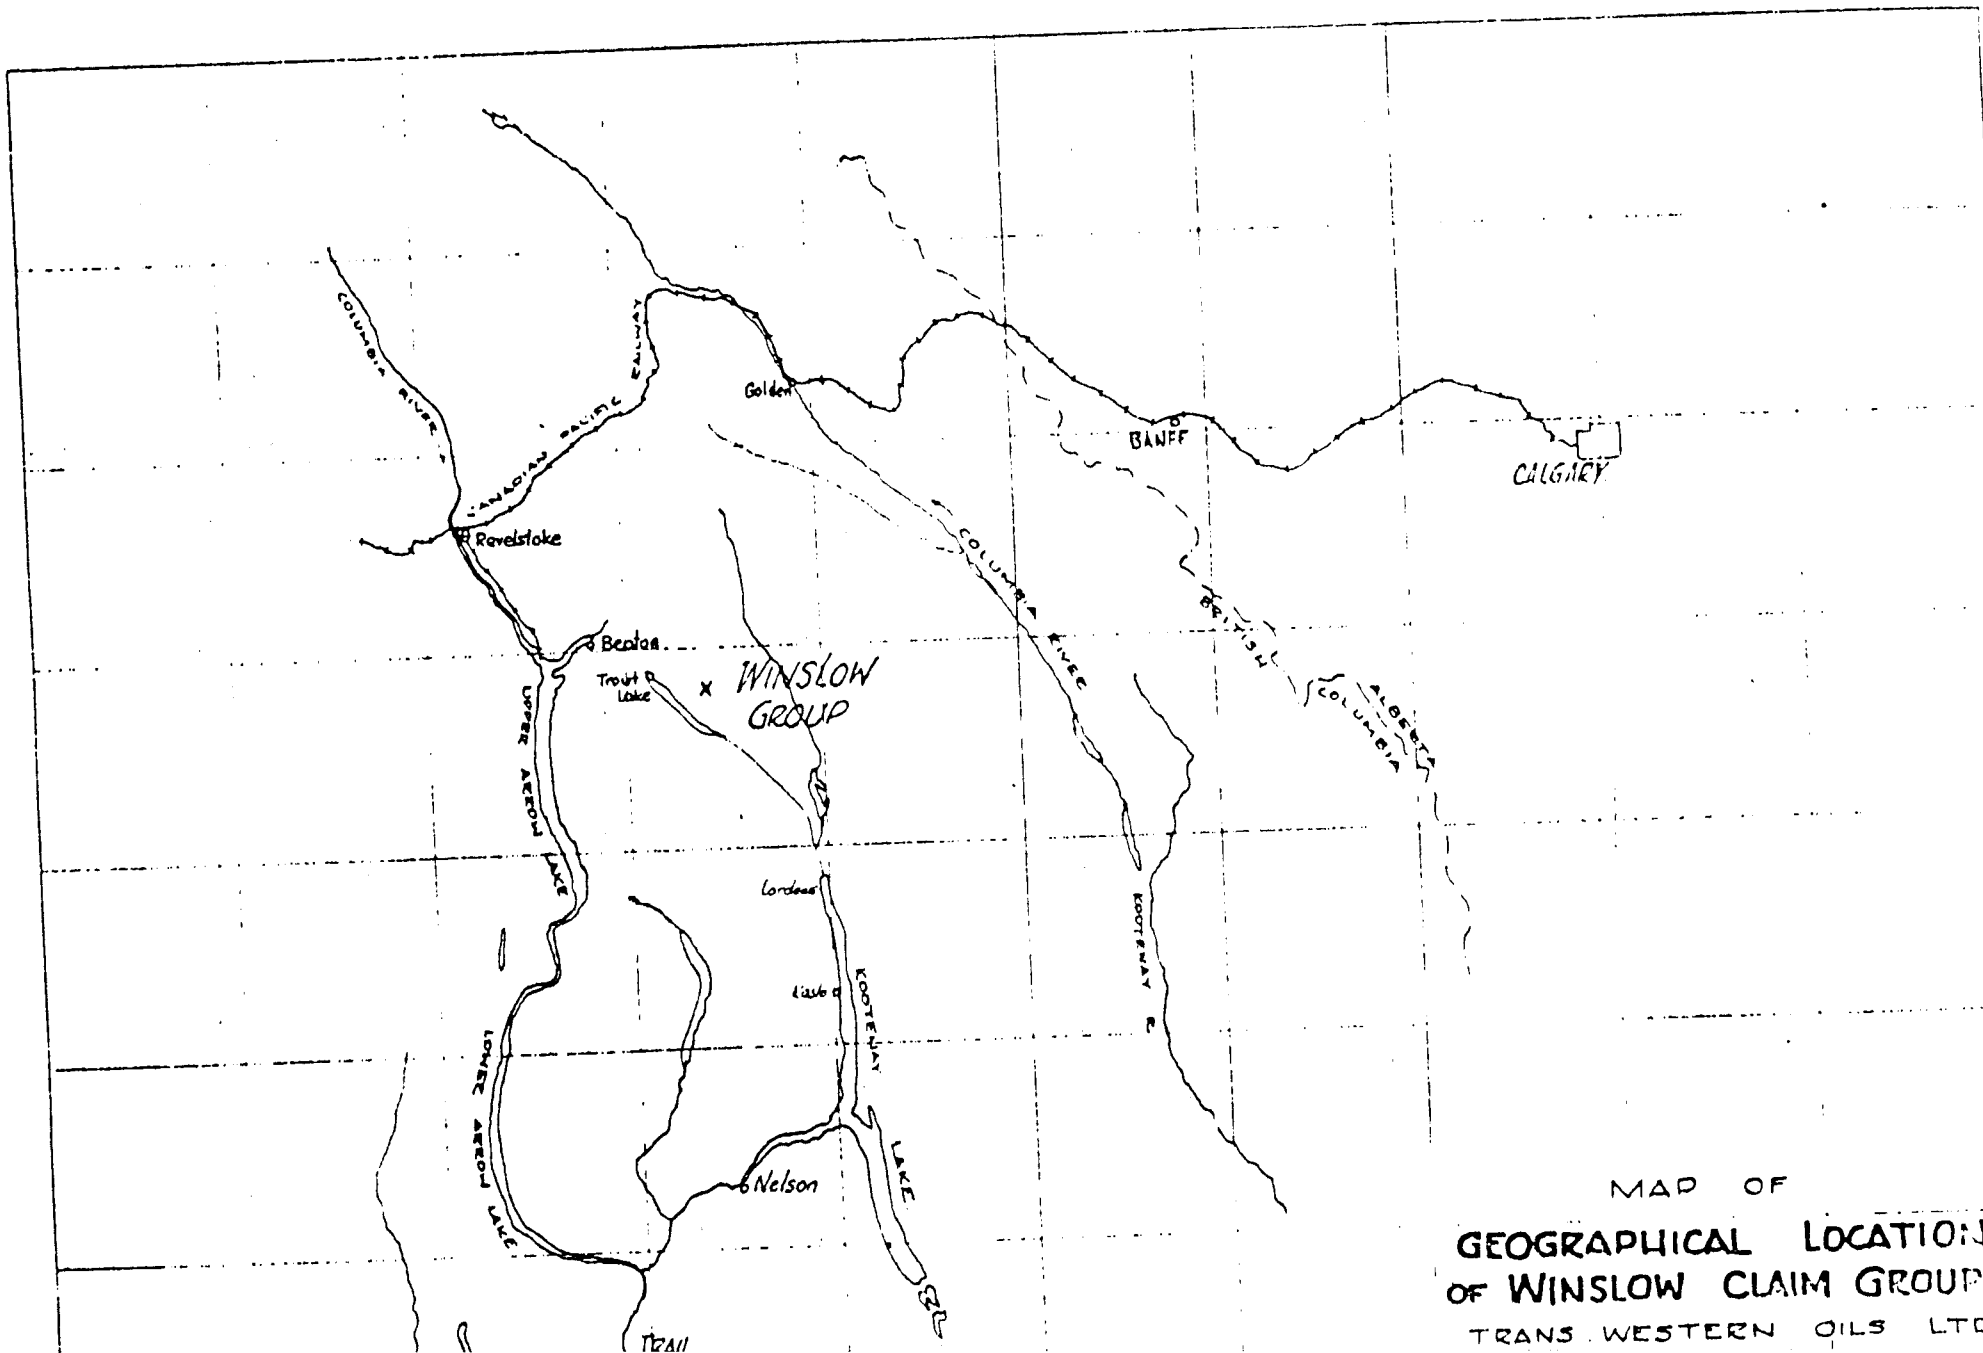 COLUMBIA RIVER
CANADIAN PACIFIC RAILWAY
Golden
BANFF
CALGARY
Revelstoke
COLUMBIA RIVER
Beaton
Trout
Lake
x WINSLOW
GROUP
BRITISH
COLUMBIA
ALBERTA
UPPER ARROW LAKE
KOOTENAY R.
KOOTENAY
LAKE
LOWER ARROW LAKE
Nelson
TRAIL
MAP OF
GEOGRAPHICAL LOCATION
OF WINSLOW CLAIM GROUP
TRANS WESTERN OILS LTD